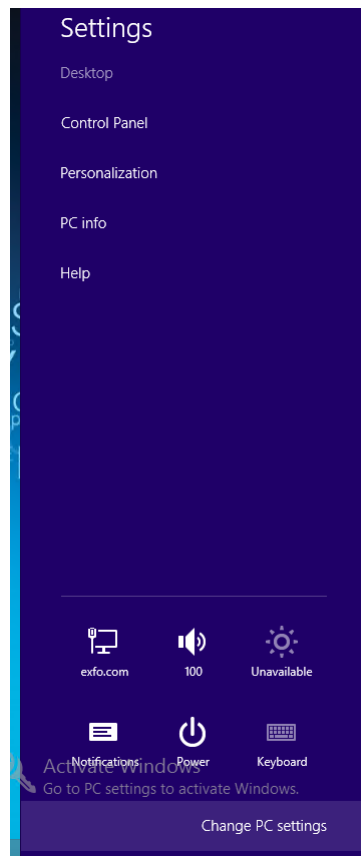 Settings
Desktop
Control Panel
Personalization
PC info
Help
exfo.com
100
Unavailable
Notifications
Power
Keyboard
Activate Windows
Go to PC settings to activate Windows.
Change PC settings